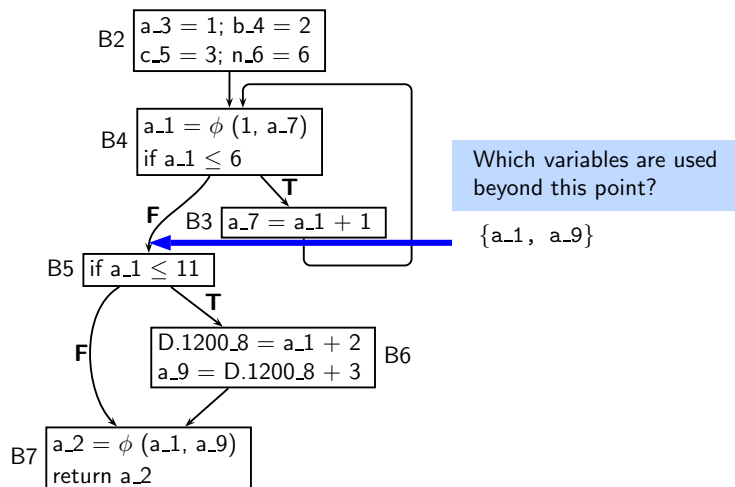 B2
a_3 = 1; b_4 = 2
c_5 = 3; n_6 = 6
B4
a_1 = ϕ (1, a_7)
if a_1 ≤ 6
Which variables are used
beyond this point?
{a_1, a_9}
F
T
B3
a_7 = a_1 + 1
B5
if a_1 ≤ 11
F
T
D.1200_8 = a_1 + 2
a_9 = D.1200_8 + 3
B6
B7
a_2 = ϕ (a_1, a_9)
return a_2